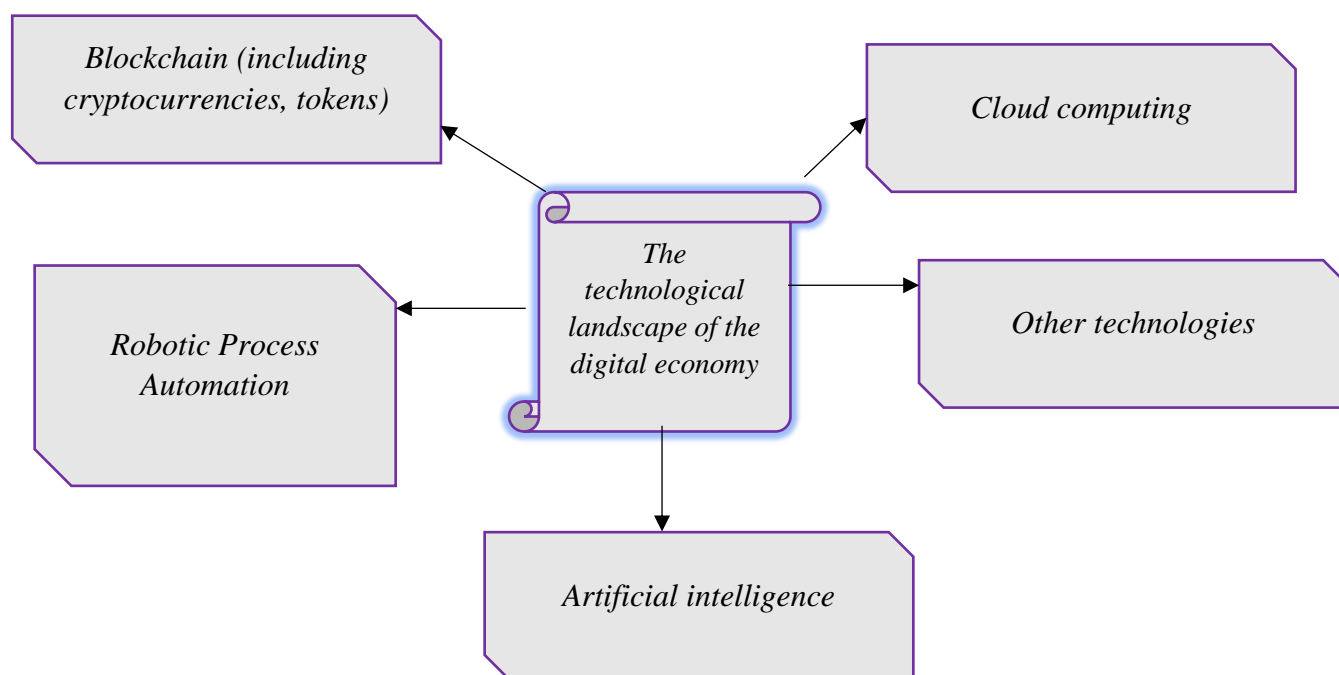 Blockchain (including
cryptocurrencies, tokens)
Cloud computing
The
technological
landscape of the
digital economy
Robotic Process
Automation
Other technologies
Artificial intelligence